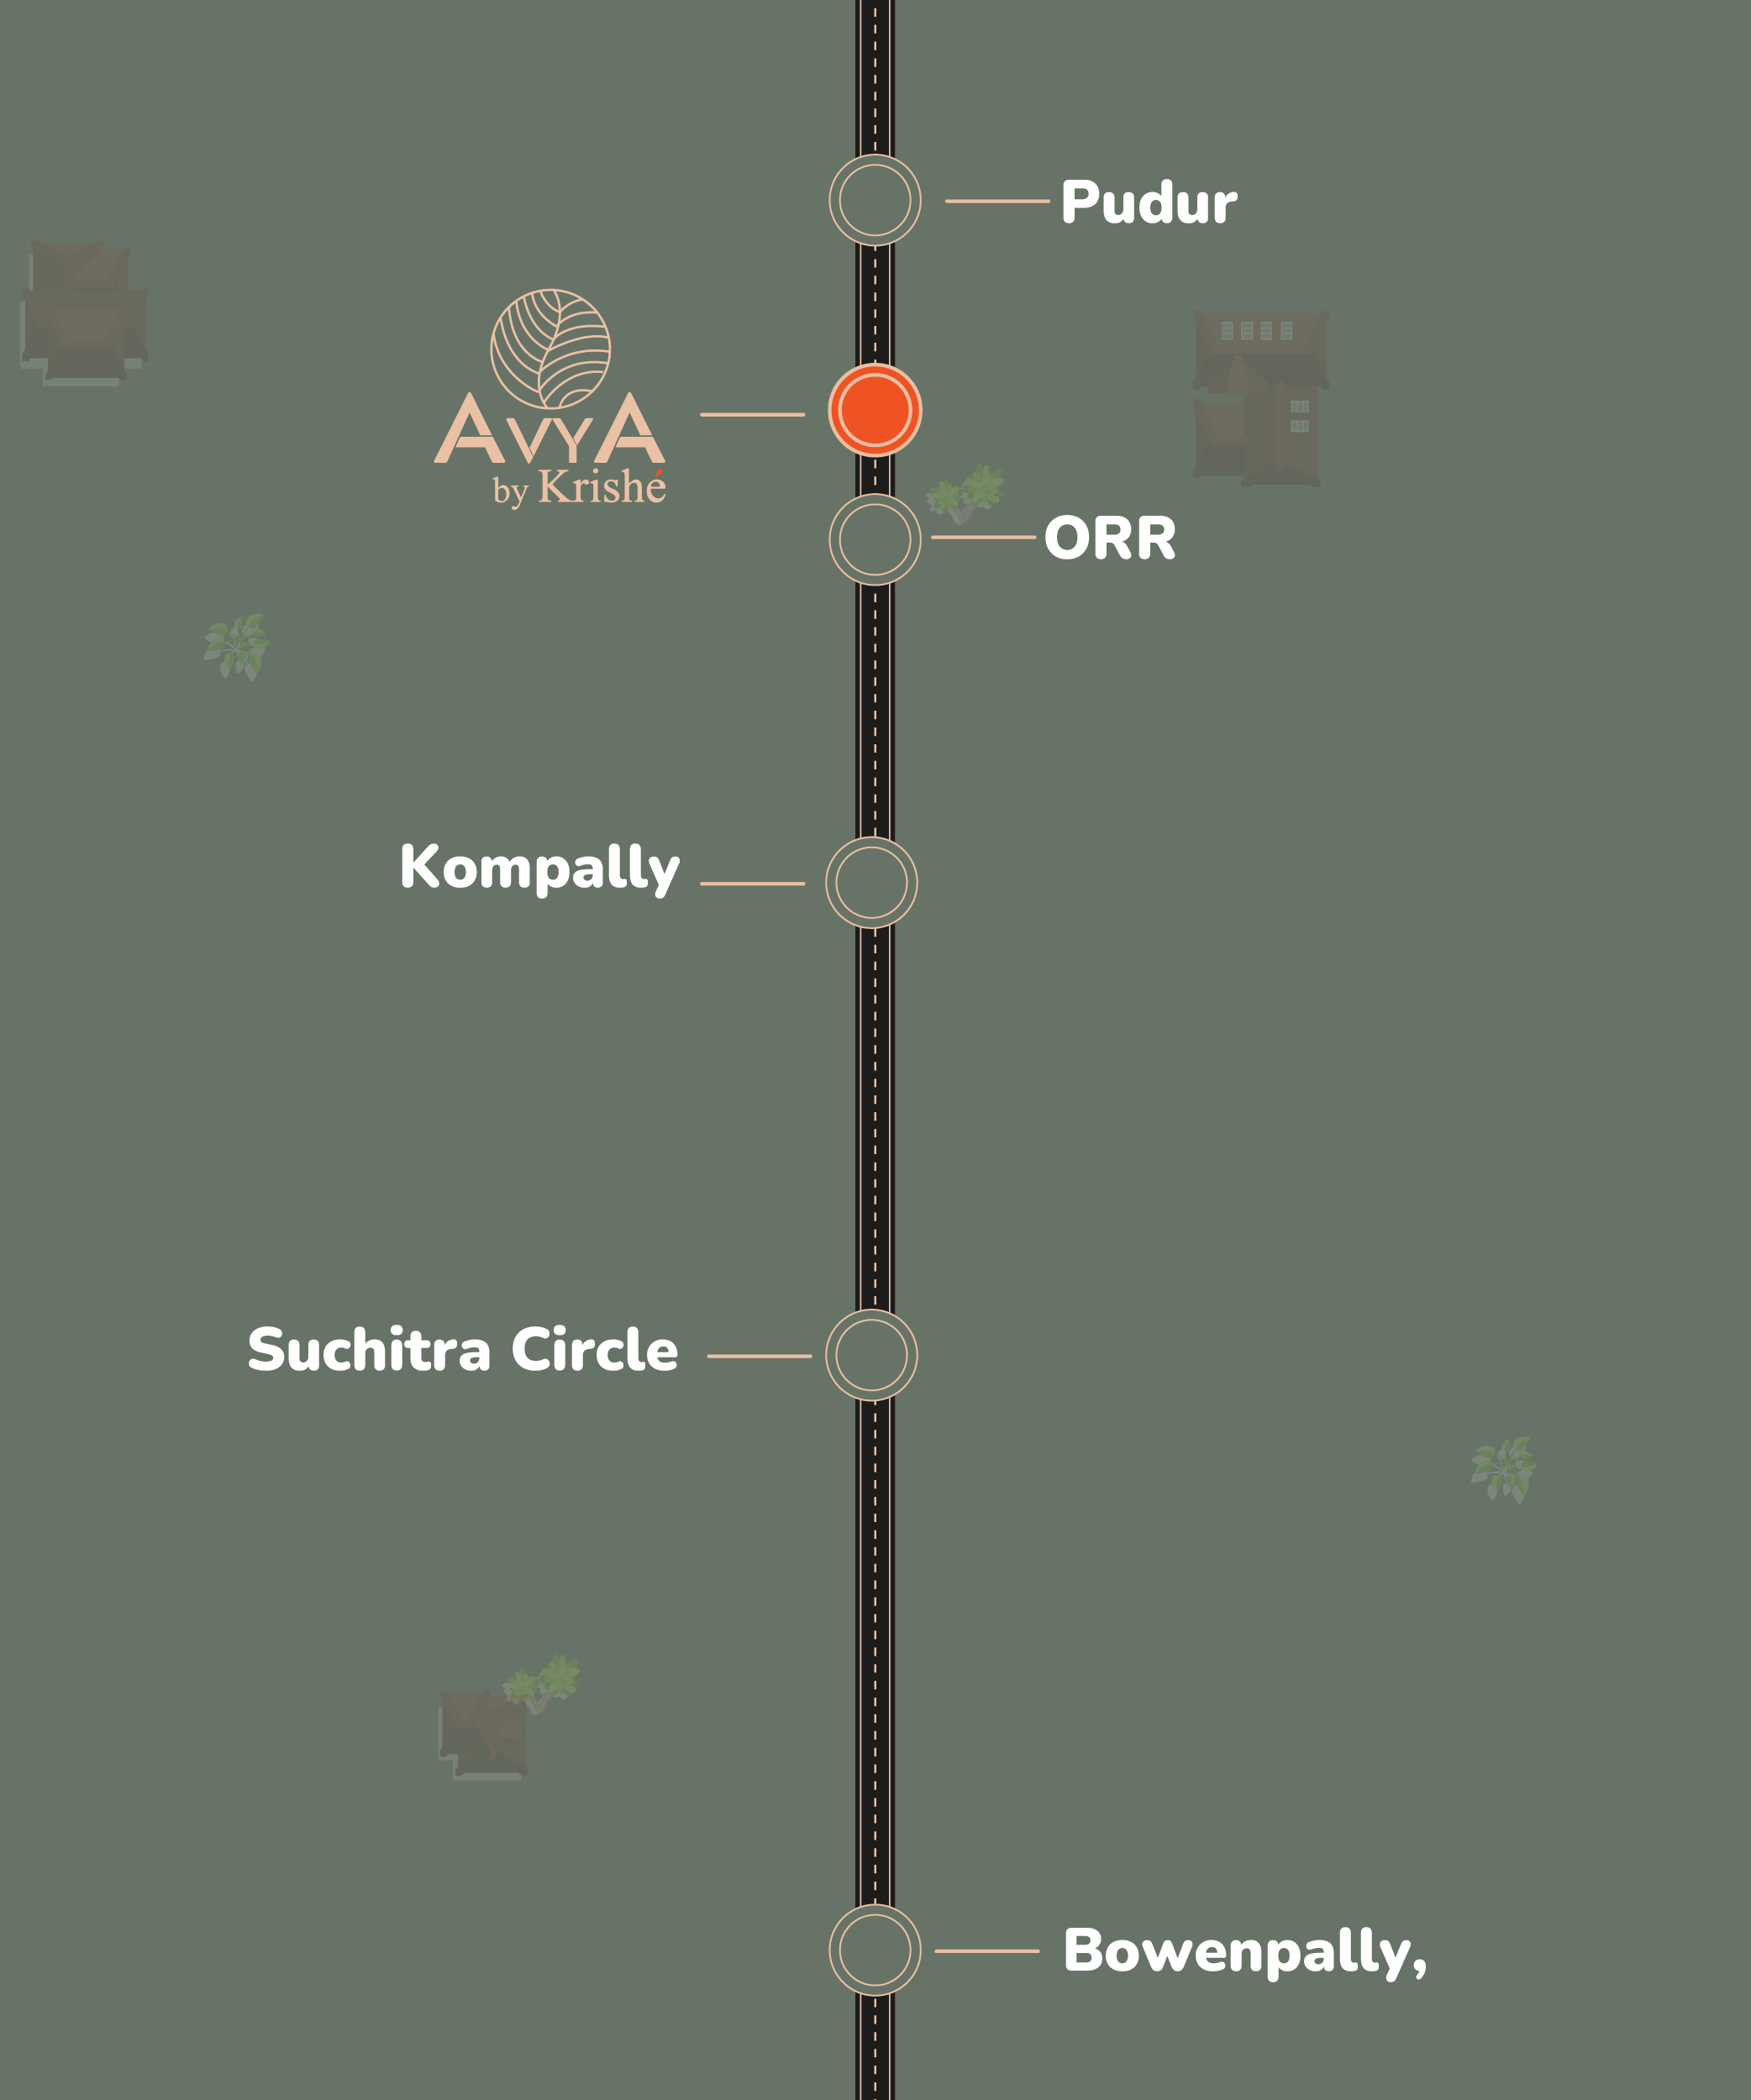 Pudur
AVYA
by Krishé
ORR
Kompally
Suchitra Circle
Bowenpally,